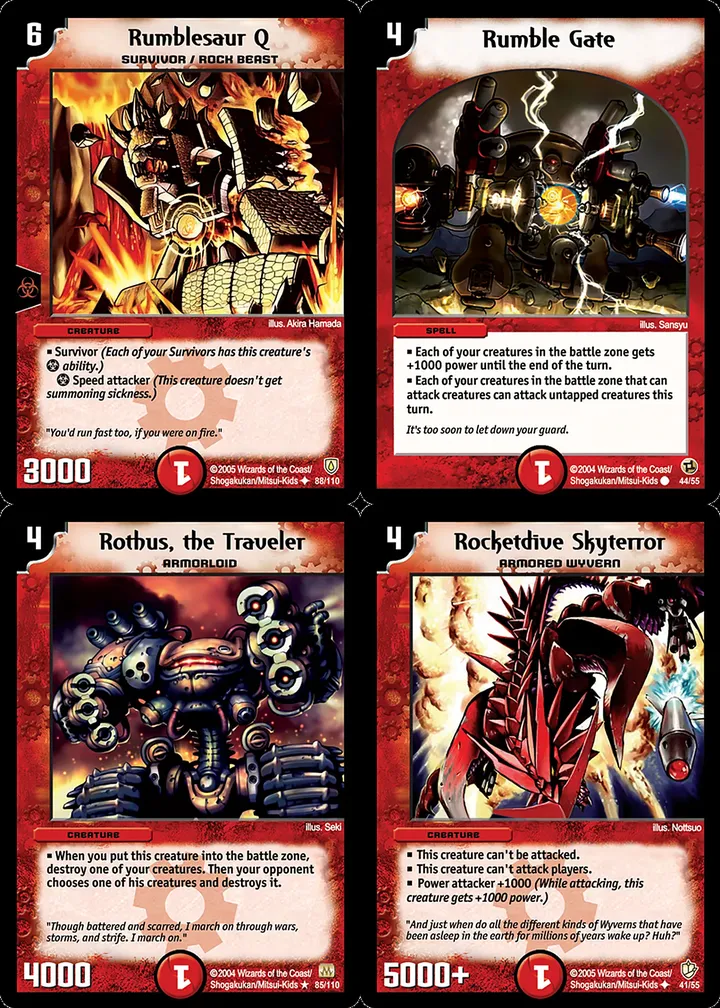 6
Rumblesaur Q
SURVIVOR / ROCK BEAST
illus. Akira Hamada
CREATURE
▪ Survivor (Each of your Survivors has this creature's
☣ ability.)
☣ Speed attacker (This creature doesn't get
summoning sickness.)
"You'd run fast too, if you were on fire."
3000
1
©2005 Wizards of the Coast/
Shogakukan/Mitsui-Kids ✦ 88/110
4
Rumble Gate
illus. Sansyu
SPELL
▪ Each of your creatures in the battle zone gets
+1000 power until the end of the turn.
▪ Each of your creatures in the battle zone that can
attack creatures can attack untapped creatures this
turn.
It's too soon to let down your guard.
1
©2004 Wizards of the Coast/
Shogakukan/Mitsui-Kids ● 44/55
4
Rothus, the Traveler
ARMORLOID
illus. Seki
CREATURE
▪ When you put this creature into the battle zone,
destroy one of your creatures. Then your opponent
chooses one of his creatures and destroys it.
"Though battered and scarred, I march on through wars,
storms, and strife. I march on."
4000
1
©2004 Wizards of the Coast/
Shogakukan/Mitsui-Kids ★ 85/110
4
Rocketdive Skyterror
ARMORED WYVERN
illus. Nottsuo
CREATURE
▪ This creature can't be attacked.
▪ This creature can't attack players.
▪ Power attacker +1000 (While attacking, this
creature gets +1000 power.)
"And just when do all the different kinds of Wyverns that have
been asleep in the earth for millions of years wake up? Huh?"
5000+
1
©2005 Wizards of the Coast/
Shogakukan/Mitsui-Kids ✦ 41/55